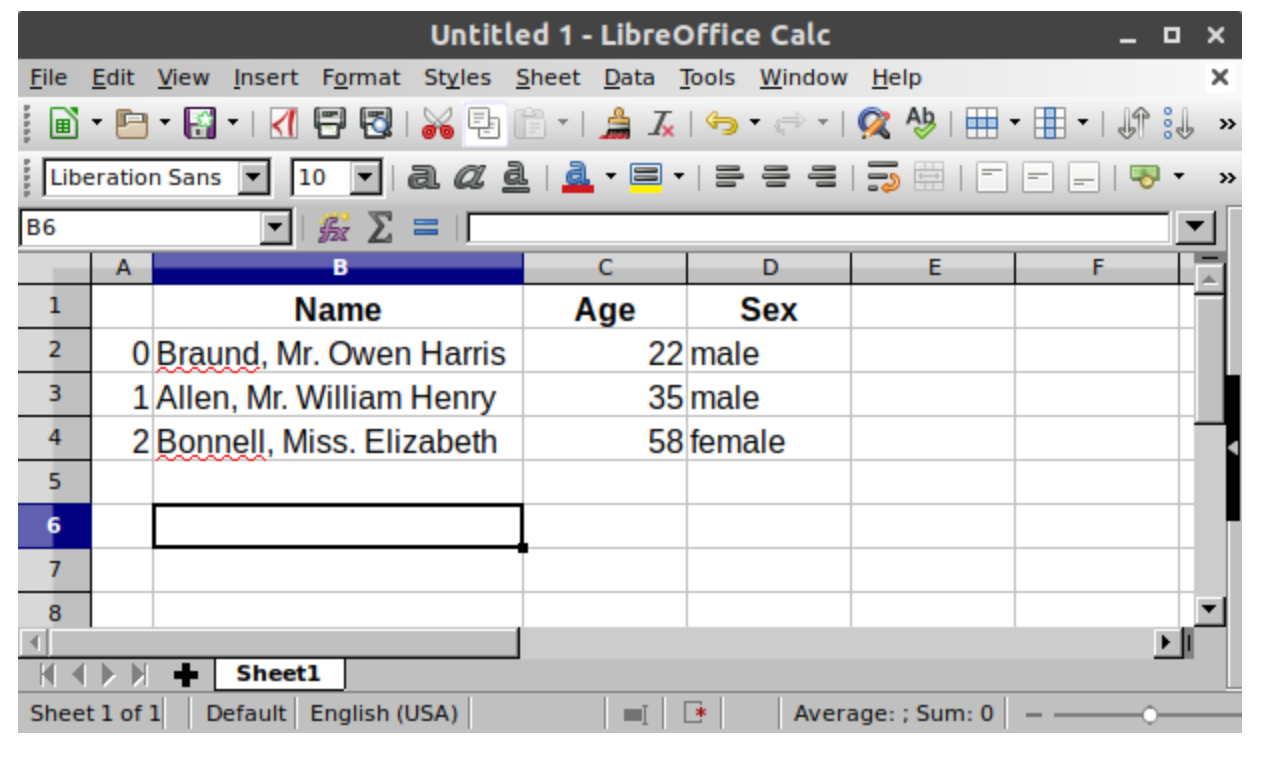 Untitled 1 - LibreOffice Calc
File Edit View Insert Format Styles Sheet Data Tools Window Help
Liberation Sans 10
B6
A B C D E F
1 Name Age Sex
2 0 Braund, Mr. Owen Harris 22 male
3 1 Allen, Mr. William Henry 35 male
4 2 Bonnell, Miss. Elizabeth 58 female
5
6
7
8
Sheet1
Sheet 1 of 1 Default English (USA) Average: ; Sum: 0